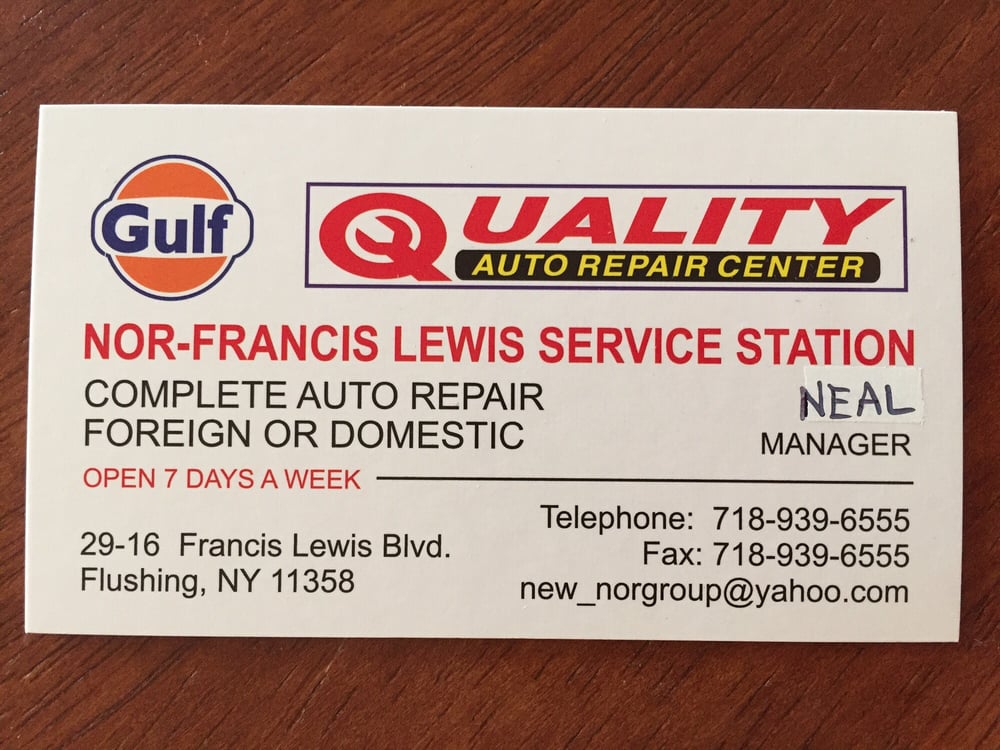 Gulf
QUALITY
AUTO REPAIR CENTER
NOR-FRANCIS LEWIS SERVICE STATION
COMPLETE AUTO REPAIR
FOREIGN OR DOMESTIC
NEAL
MANAGER
OPEN 7 DAYS A WEEK
29-16 Francis Lewis Blvd.
Flushing, NY 11358
Telephone: 718-939-6555
Fax: 718-939-6555
new_norgroup@yahoo.com